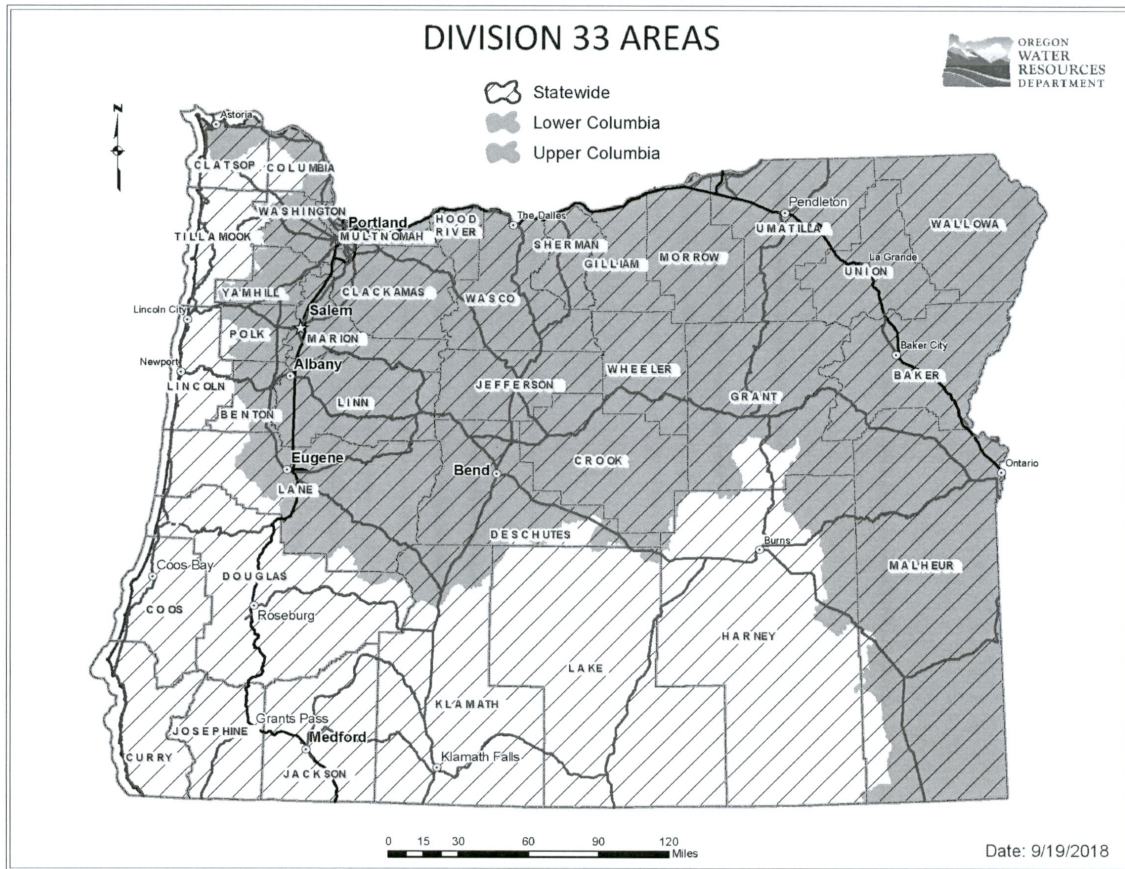 DIVISION 33 AREAS
OREGON
WATER
RESOURCES
DEPARTMENT
Statewide
Lower Columbia
Upper Columbia
N
Astoria
CLATSOP
COLUMBIA
WASHINGTON
Portland
MULTNOMAH
HOOD
RIVER
The Dalles
Pendleton
UMATILLA
WALLOWA
TILLAMOOK
SHERMAN
GILLIAM
MORROW
La Grande
UNION
YAMHILL
CLACKAMAS
WASCO
Lincoln City
Salem
POLK
MARION
Baker City
Newport
Albany
LINCOLN
JEFFERSON
WHEELER
BAKER
BENTON
LINN
GRANT
Eugene
Bend
CROOK
Ontario
LANE
DESCHUTES
Burns
Coos Bay
DOUGLAS
MALHEUR
COOS
Roseburg
HARNEY
LAKE
KLAMATH
Grants Pass
JOSEPHINE
Medford
CURRY
Klamath Falls
JACKSON
0 15 30 60 90 120
Miles
Date: 9/19/2018